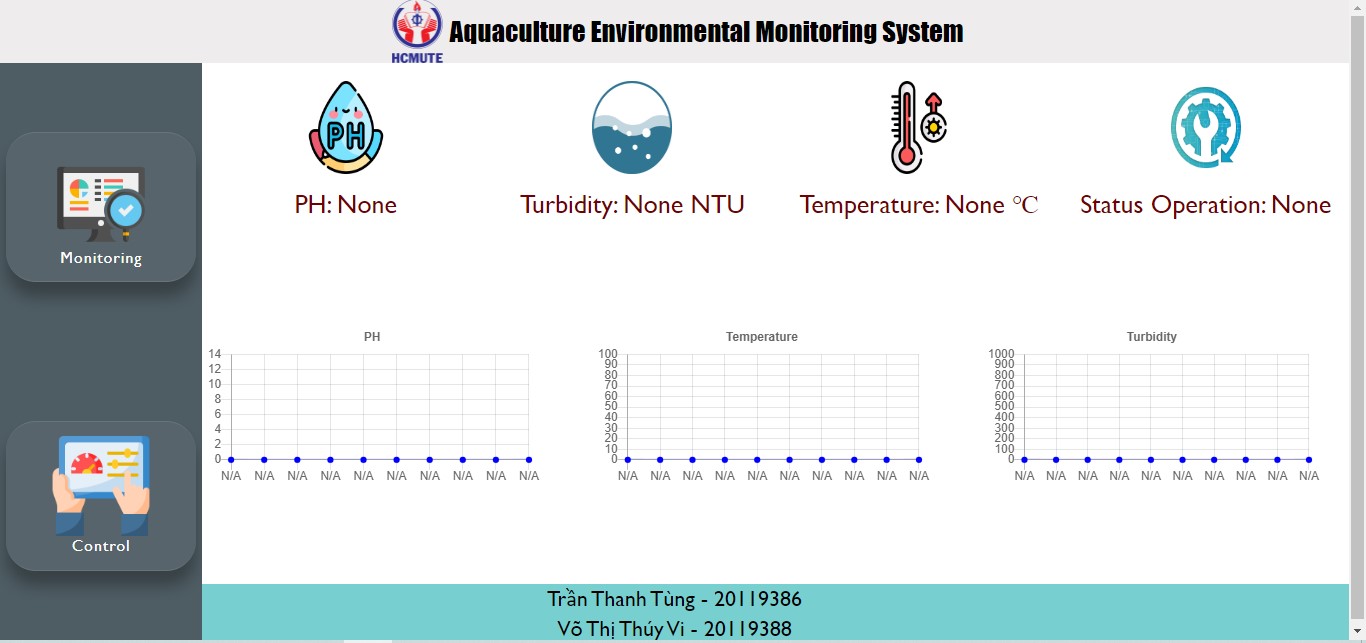 HCMUTE
Aquaculture Environmental Monitoring System
Monitoring
Control
PH
PH: None
Turbidity: None NTU
Temperature: None °C
Status Operation: None
PH
14
12
10
8
6
4
2
0
N/A N/A N/A N/A N/A N/A N/A N/A N/A N/A
Temperature
100
90
80
70
60
50
40
30
20
10
0
N/A N/A N/A N/A N/A N/A N/A N/A N/A N/A
Turbidity
1000
900
800
700
600
500
400
300
200
100
0
N/A N/A N/A N/A N/A N/A N/A N/A N/A N/A
Trần Thanh Tùng - 20119386
Võ Thị Thúy Vi - 20119388